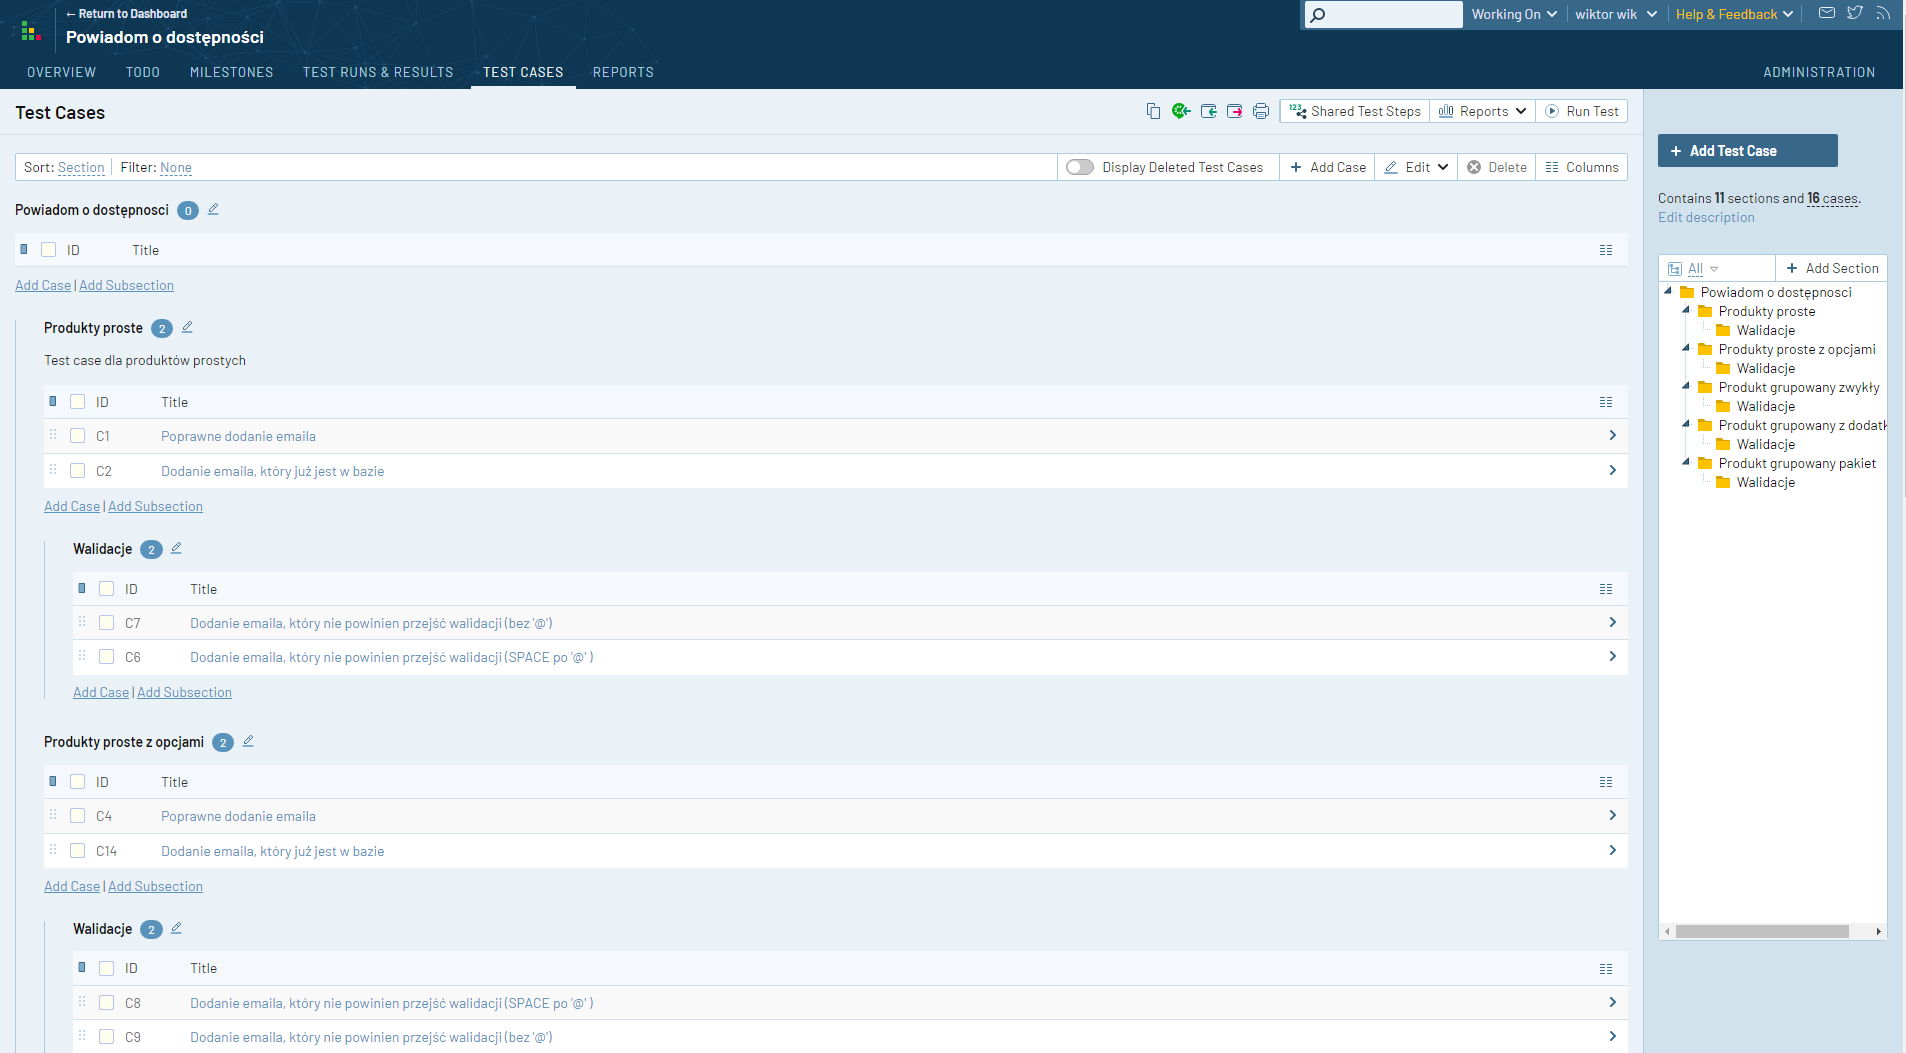 ← Return to Dashboard
Powiadom o dostępności
Working On
wiktor wik
Help & Feedback
OVERVIEW TODO MILESTONES TEST RUNS & RESULTS TEST CASES REPORTS ADMINISTRATION
Test Cases
123 Shared Test Steps Reports Run Test
Sort: Section Filter: None Display Deleted Test Cases + Add Case Edit Delete Columns
Powiadom o dostępnosci 0
ID Title
Add Case | Add Subsection
Produkty proste 2
Test case dla produktów prostych
ID Title
C1 Poprawne dodanie emaila
C2 Dodanie emaila, który już jest w bazie
Add Case | Add Subsection
Walidacje 2
ID Title
C7 Dodanie emaila, który nie powinien przejść walidacji (bez '@')
C6 Dodanie emaila, który nie powinien przejść walidacji (SPACE po '@' )
Add Case | Add Subsection
Produkty proste z opcjami 2
ID Title
C4 Poprawne dodanie emaila
C14 Dodanie emaila, który już jest w bazie
Add Case | Add Subsection
Walidacje 2
ID Title
C8 Dodanie emaila, który nie powinien przejść walidacji (SPACE po '@' )
C9 Dodanie emaila, który nie powinien przejść walidacji (bez '@')
+ Add Test Case
Contains 11 sections and 16 cases.
Edit description
All + Add Section
Powiadom o dostępnosci
Produkty proste
Walidacje
Produkty proste z opcjami
Walidacje
Produkt grupowany zwykły
Walidacje
Produkt grupowany z dodatk
Walidacje
Produkt grupowany pakiet
Walidacje